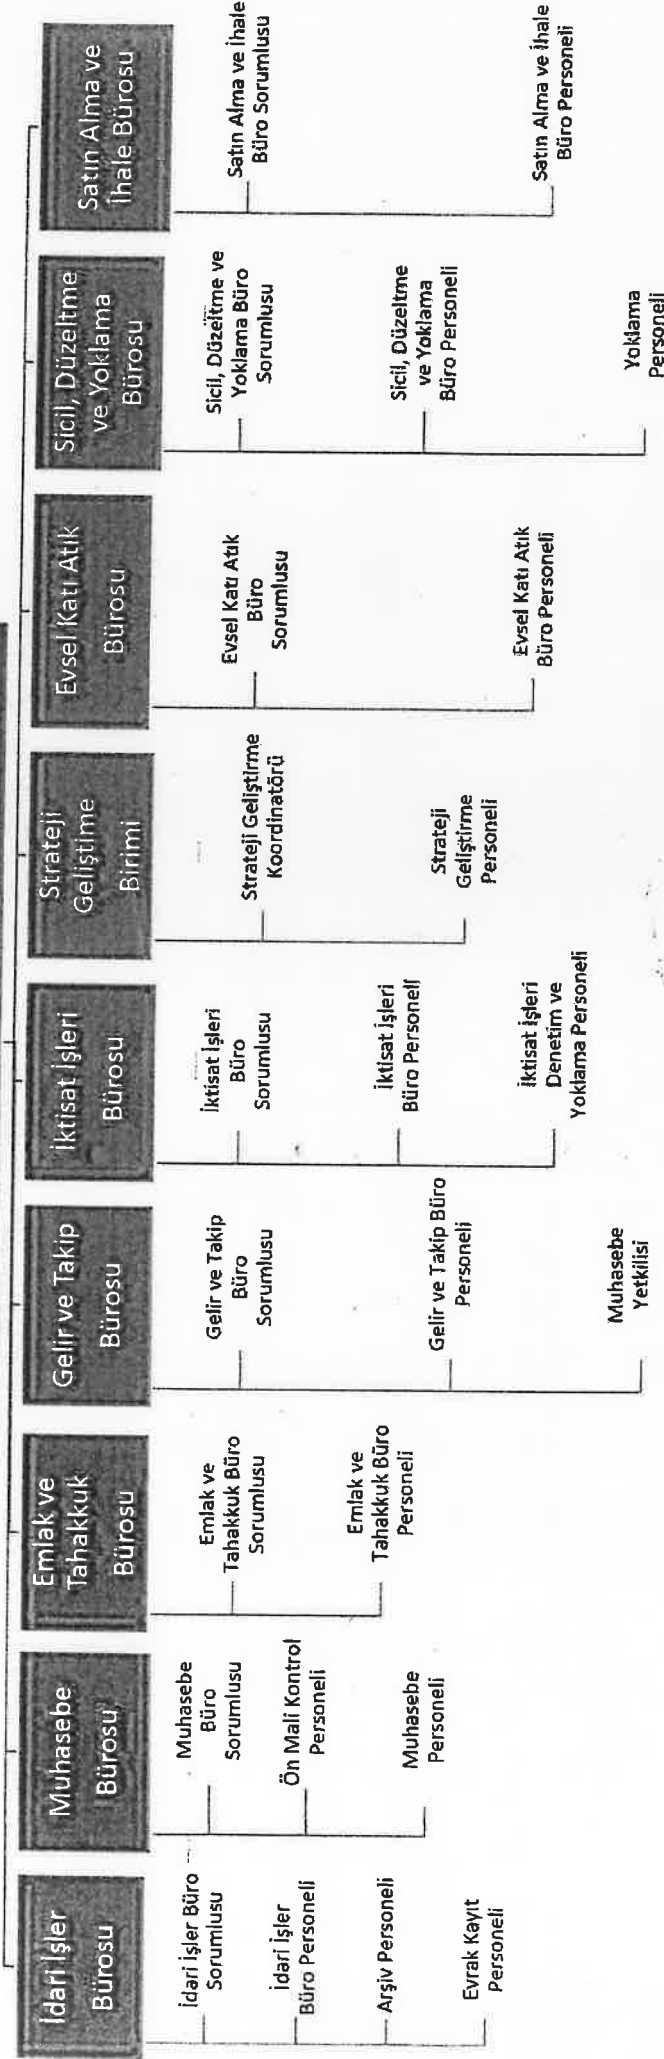 İdari İşler
Bürosu
İdari İşler Büro
Sorumlusu
İdari İşler
Büro Personeli
Arşiv Personeli
Evrak Kayıt
Personeli
Muhasebe
Bürosu
Muhasebe
Büro
Sorumlusu
Ön Mali Kontrol
Personeli
Muhasebe
Personeli
Emlak ve
Tahakkuk
Bürosu
Emlak ve
Tahakkuk Büro
Sorumlusu
Emlak ve
Tahakkuk Büro
Personeli
Gelir ve Takip
Bürosu
Gelir ve Takip
Büro
Sorumlusu
Gelir ve Takip Büro
Personeli
Muhasebe
Yetkilisi
İktisat İşleri
Bürosu
İktisat İşleri
Büro
Sorumlusu
İktisat İşleri
Büro Personeli
İktisat İşleri
Denetim ve
Yoklama Personeli
Strateji
Geliştime
Birimi
Strateji Geliştirme
Koordinatörü
Strateji
Geliştirme
Personeli
Evsel Katı Atık
Bürosu
Evsel Katı Atık
Büro
Sorumlusu
Evsel Katı Atık
Büro Personeli
Sicil, Düzeltme
ve Yoklama
Bürosu
Sicil, Düzeltme ve
Yoklama Büro
Sorumlusu
Sicil, Düzeltme
ve Yoklama
Büro Personeli
Yoklama
Personeli
Satın Alma ve
İhale Bürosu
Satın Alma ve İhale
Büro Sorumlusu
Satın Alma ve İhale
Büro Personeli